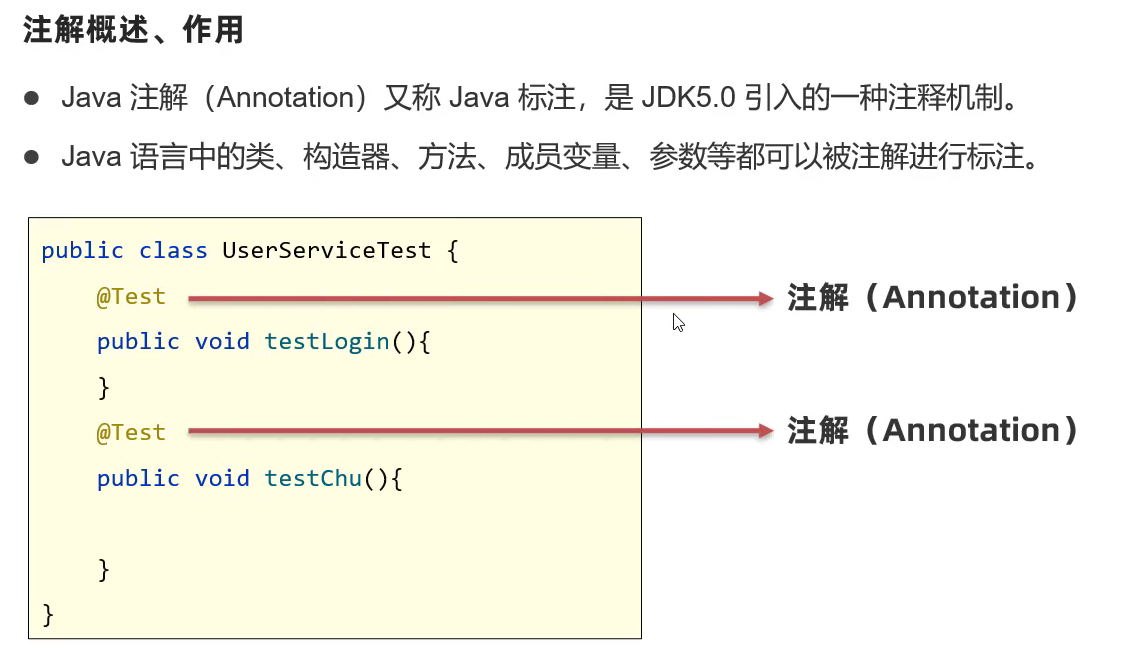 注解概述、作用
● Java 注解（Annotation）又称 Java 标注，是 JDK5.0 引入的一种注释机制。
● Java 语言中的类、构造器、方法、成员变量、参数等都可以被注解进行标注。
public class UserServiceTest {
@Test
注解（Annotation）
public void testLogin(){
}
@Test
注解（Annotation）
public void testChu(){
}
}